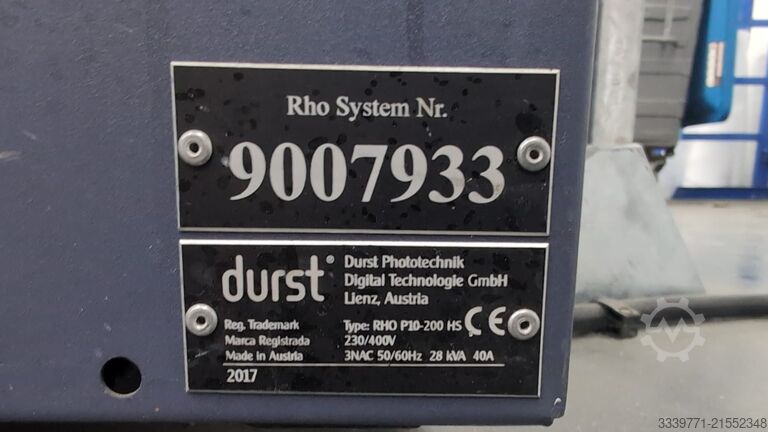 Rho System Nr.
9007933
durst®
Durst Phototechnik
Digital Technologie GmbH
Lienz, Austria
Reg. Trademark
Marca Registrada
Made in Austria
2017
Type: RHO P10-200 HS
230/400V
3NAC 50/60Hz 28 kVA 40A
CE
3339771-21552348